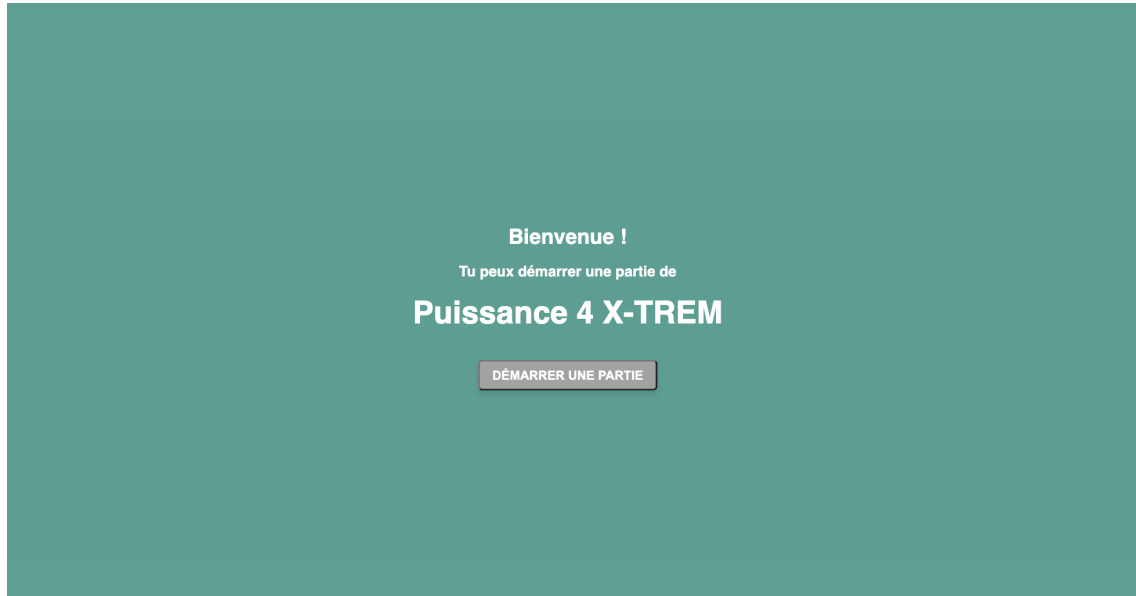 Bienvenue !
Tu peux démarrer une partie de
Puissance 4 X-TREM
DÉMARRER UNE PARTIE